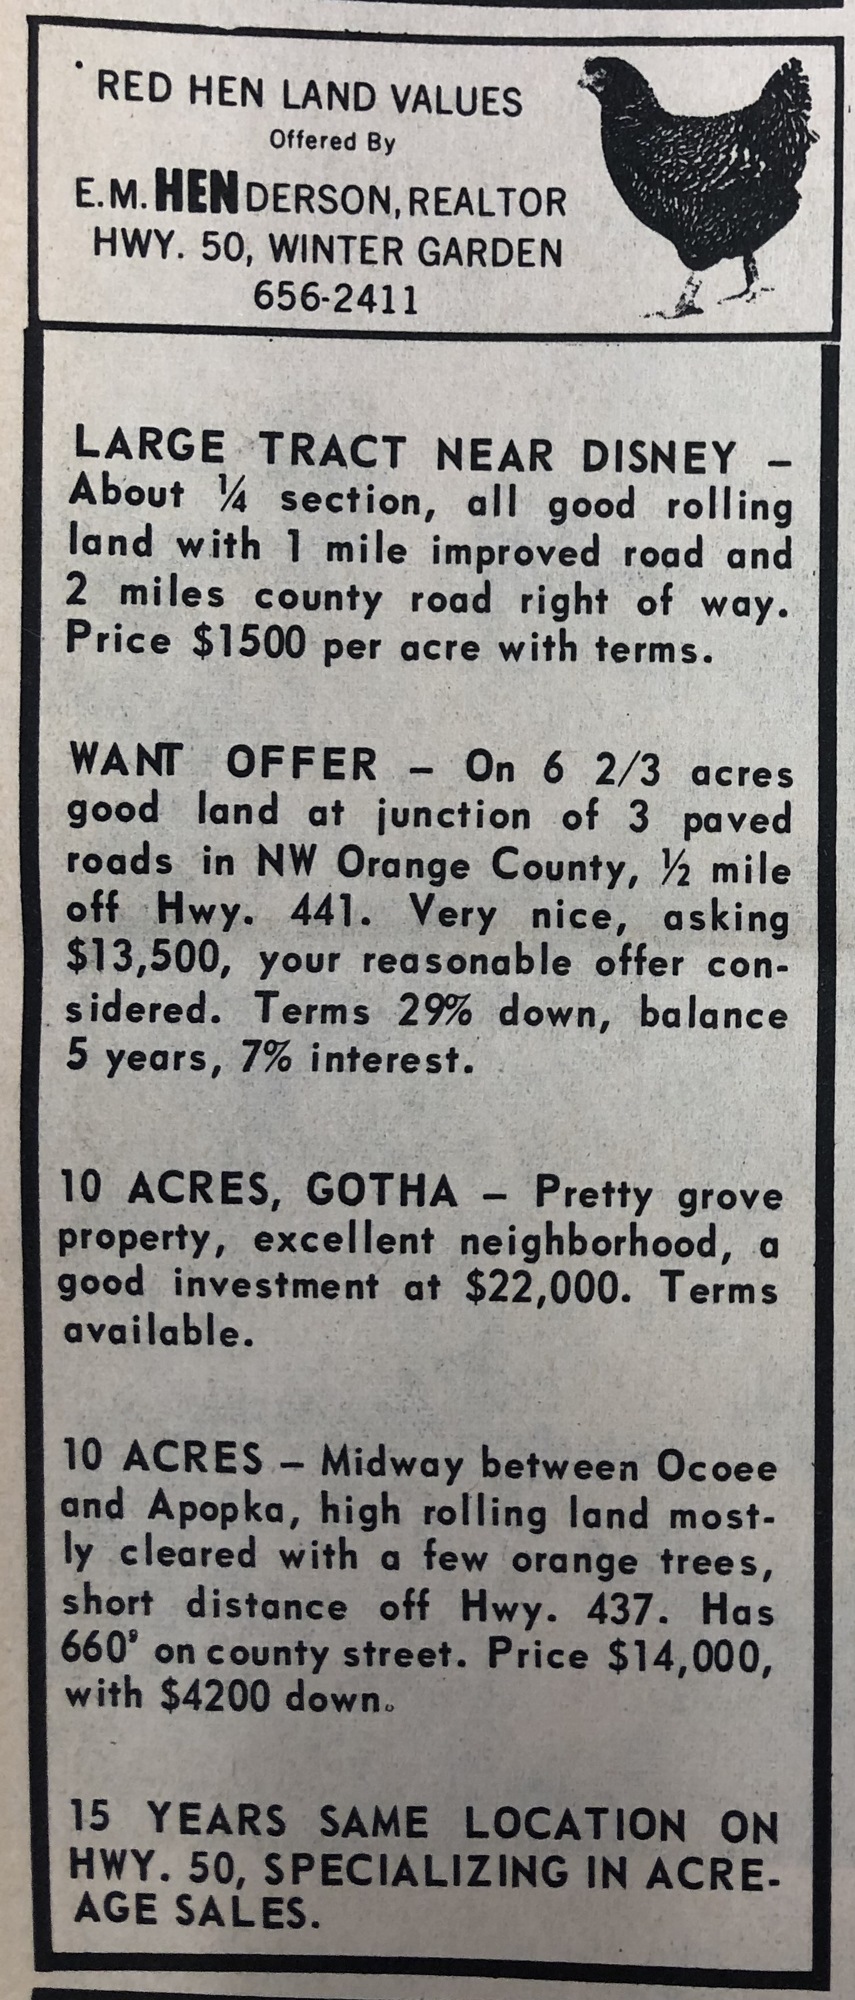 RED HEN LAND VALUES
Offered By
E.M. HENDERSON, REALTOR
HWY. 50, WINTER GARDEN
656-2411
LARGE TRACT NEAR DISNEY –
About ¼ section, all good rolling
land with 1 mile improved road and
2 miles county road right of way.
Price $1500 per acre with terms.
WANT OFFER – On 6 2/3 acres
good land at junction of 3 paved
roads in NW Orange County, ½ mile
off Hwy. 441. Very nice, asking
$13,500, your reasonable offer con-
sidered. Terms 29% down, balance
5 years, 7% interest.
10 ACRES, GOTHA – Pretty grove
property, excellent neighborhood, a
good investment at $22,000. Terms
available.
10 ACRES – Midway between Ocoee
and Apopka, high rolling land most-
ly cleared with a few orange trees,
short distance off Hwy. 437. Has
660' on county street. Price $14,000,
with $4200 down.
15 YEARS SAME LOCATION ON
HWY. 50, SPECIALIZING IN ACRE-
AGE SALES.